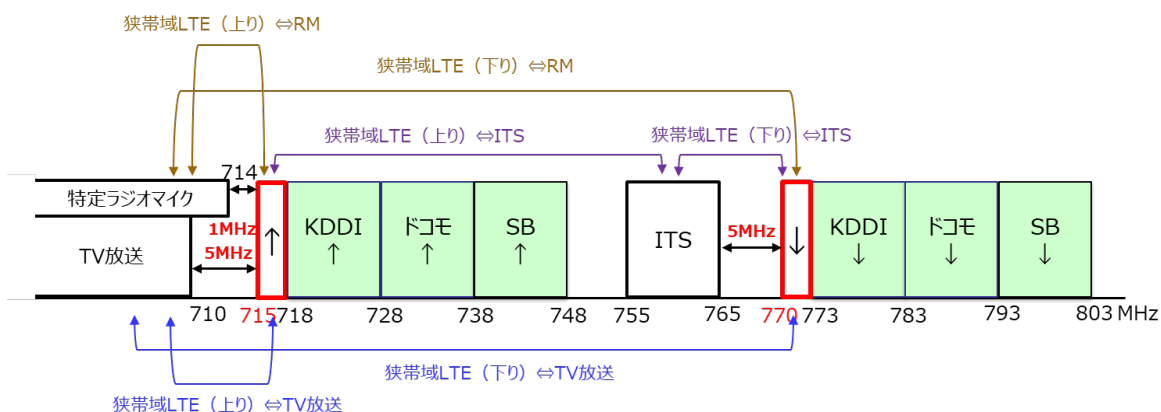 狭帯域LTE（上り）⇔RM
狭帯域LTE（下り）⇔RM
狭帯域LTE（上り）⇔ITS
狭帯域LTE（下り）⇔ITS
714
特定ラジオマイク
1MHz
5MHz
TV放送
↑
KDDI
↑
ドコモ
↑
SB
↑
ITS
5MHz
↓
KDDI
↓
ドコモ
↓
SB
↓
710 715 718 728 738 748 755 765 770 773 783 793 803 MHz
狭帯域LTE（下り）⇔TV放送
狭帯域LTE（上り）⇔TV放送